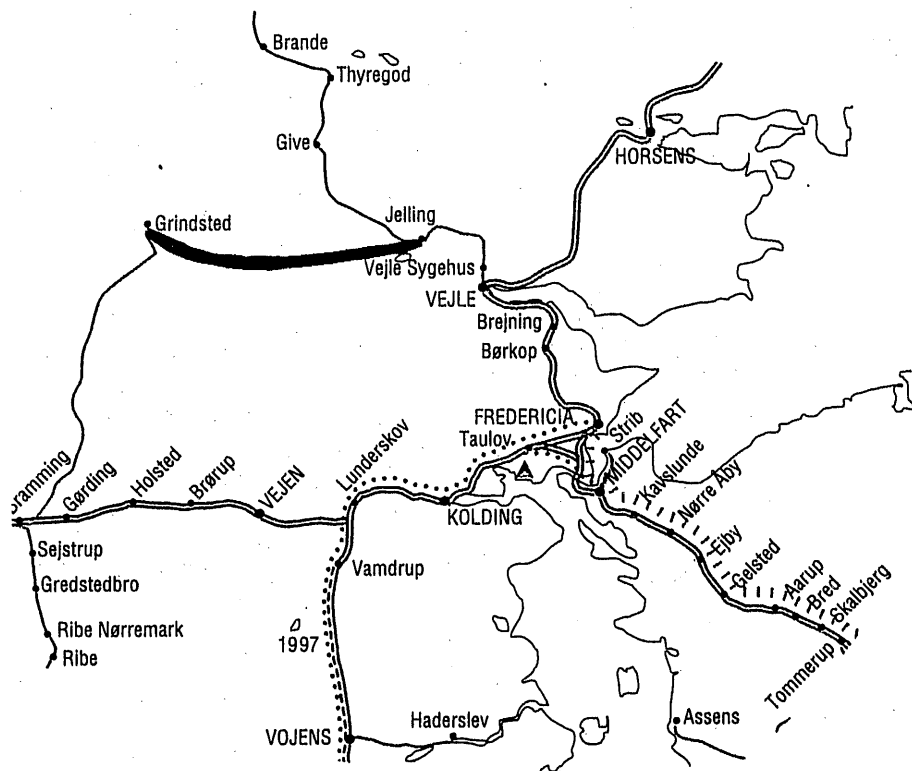 Brande
Thyregod
Give
HORSENS
Grindsted
Jelling
Vejle Sygehus
VEJLE
Brejning
Børkop
FREDERICIA
Taulov
Strib
MIDDELFART
Kavslunde
Nørre Åby
Ejby
Gelsted
Aarup
Bred
Skalbjerg
Tommerup
Lunderskov
KOLDING
Bramming
Gørding
Holsted
Brørup
VEJEN
Sejstrup
Gredstedbro
Vamdrup
Ribe Nørremark
Ribe
1997
VOJENS
Haderslev
Assens